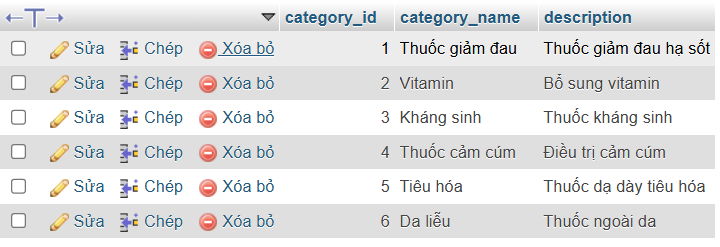 category_id category_name description
Sửa Chép Xóa bỏ 1 Thuốc giảm đau Thuốc giảm đau hạ sốt
Sửa Chép Xóa bỏ 2 Vitamin Bổ sung vitamin
Sửa Chép Xóa bỏ 3 Kháng sinh Thuốc kháng sinh
Sửa Chép Xóa bỏ 4 Thuốc cảm cúm Điều trị cảm cúm
Sửa Chép Xóa bỏ 5 Tiêu hóa Thuốc dạ dày tiêu hóa
Sửa Chép Xóa bỏ 6 Da liễu Thuốc ngoài da